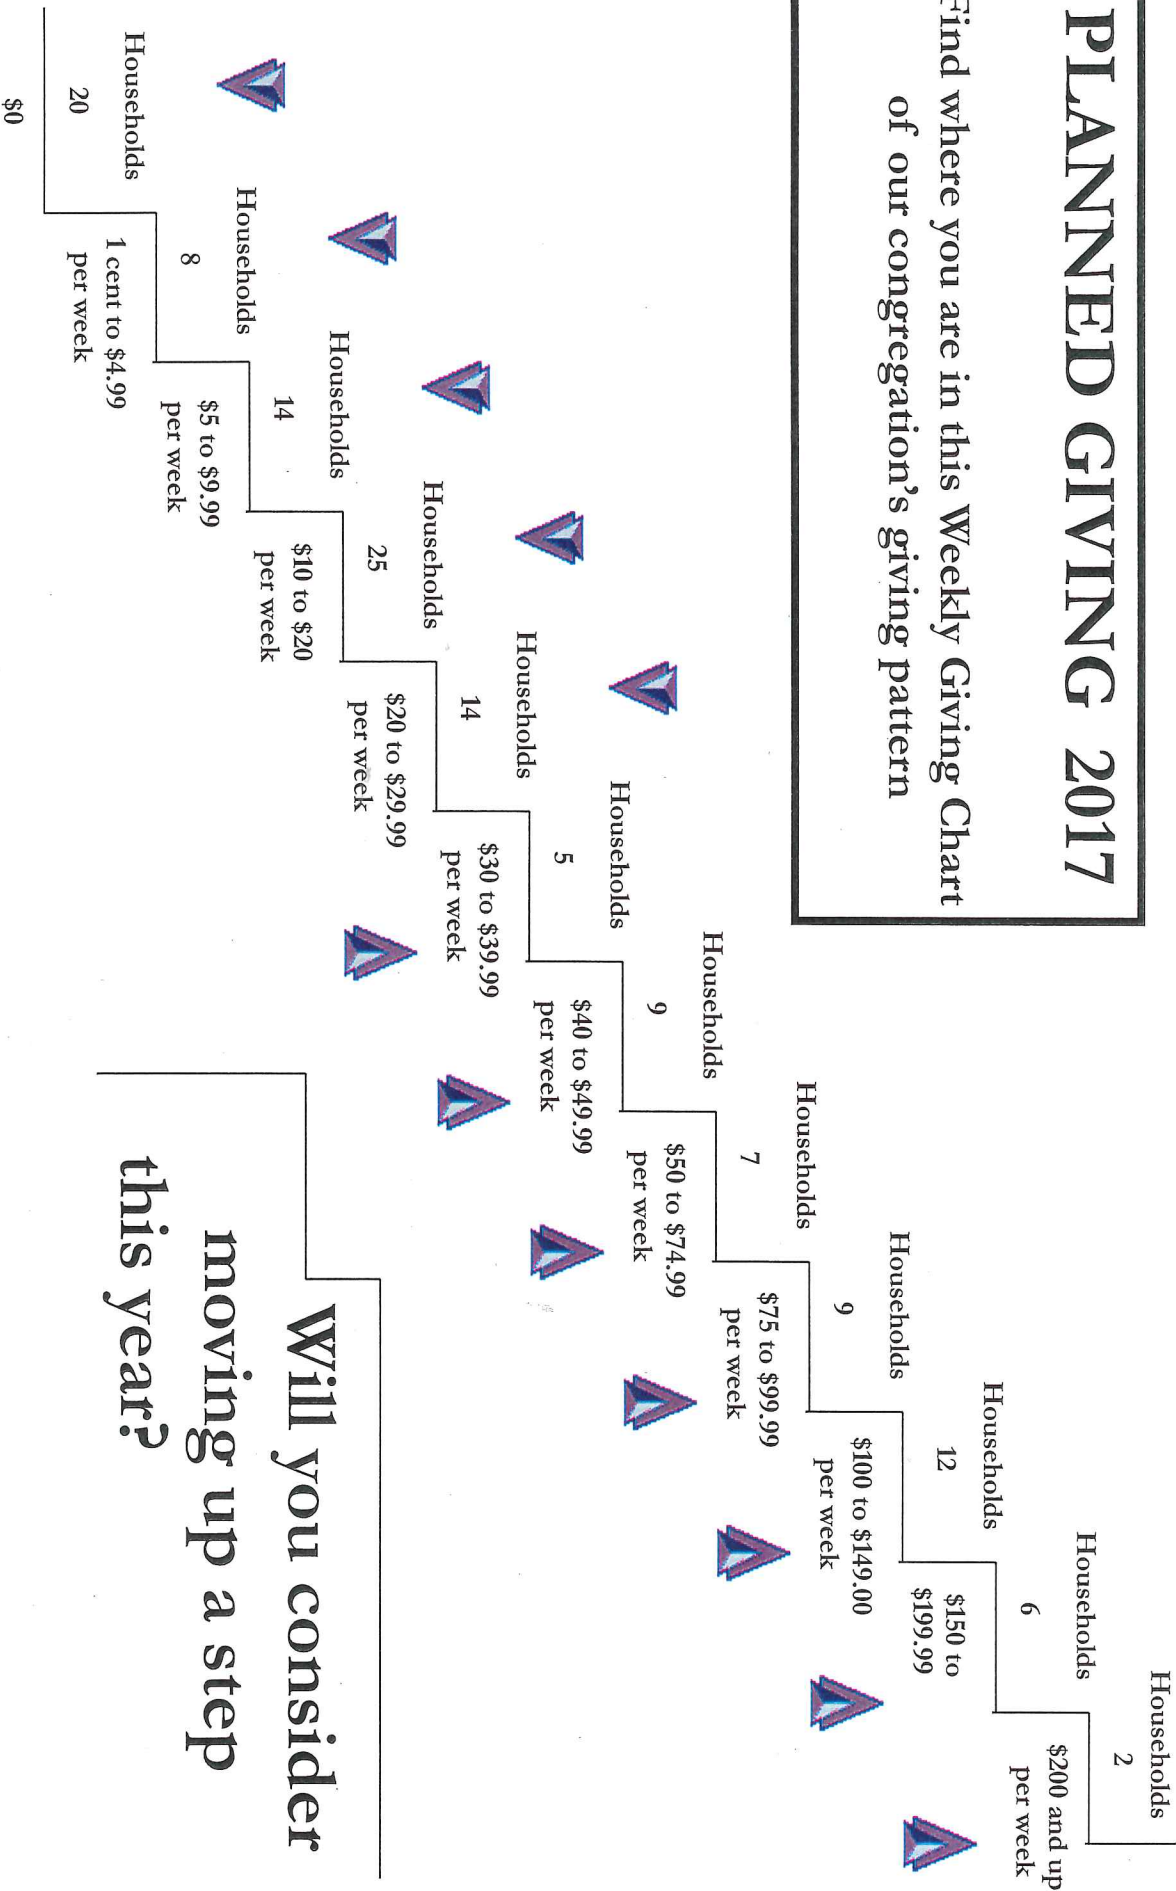 PLANNED GIVING 2017
Find where you are in this Weekly Giving Chart
of our congregation's giving pattern
Households
20
$0
Households
8
1 cent to $4.99
per week
Households
14
$5 to $9.99
per week
Households
25
$10 to $20
per week
Households
14
$20 to $29.99
per week
Households
5
$30 to $39.99
per week
Households
9
$40 to $49.99
per week
Households
7
$50 to $74.99
per week
Households
9
$75 to $99.99
per week
Households
12
$100 to $149.00
per week
Households
6
$150 to
$199.99
Households
2
$200 and up
per week
Will you consider
moving up a step
this year?